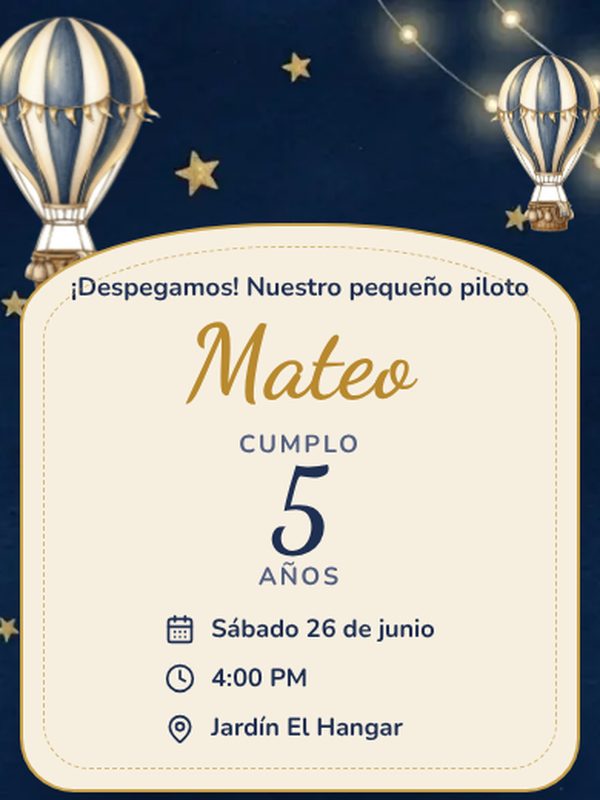 ¡Despegamos! Nuestro pequeño piloto
Mateo
CUMPLO
5
AÑOS
Sábado 26 de junio
4:00 PM
Jardín El Hangar